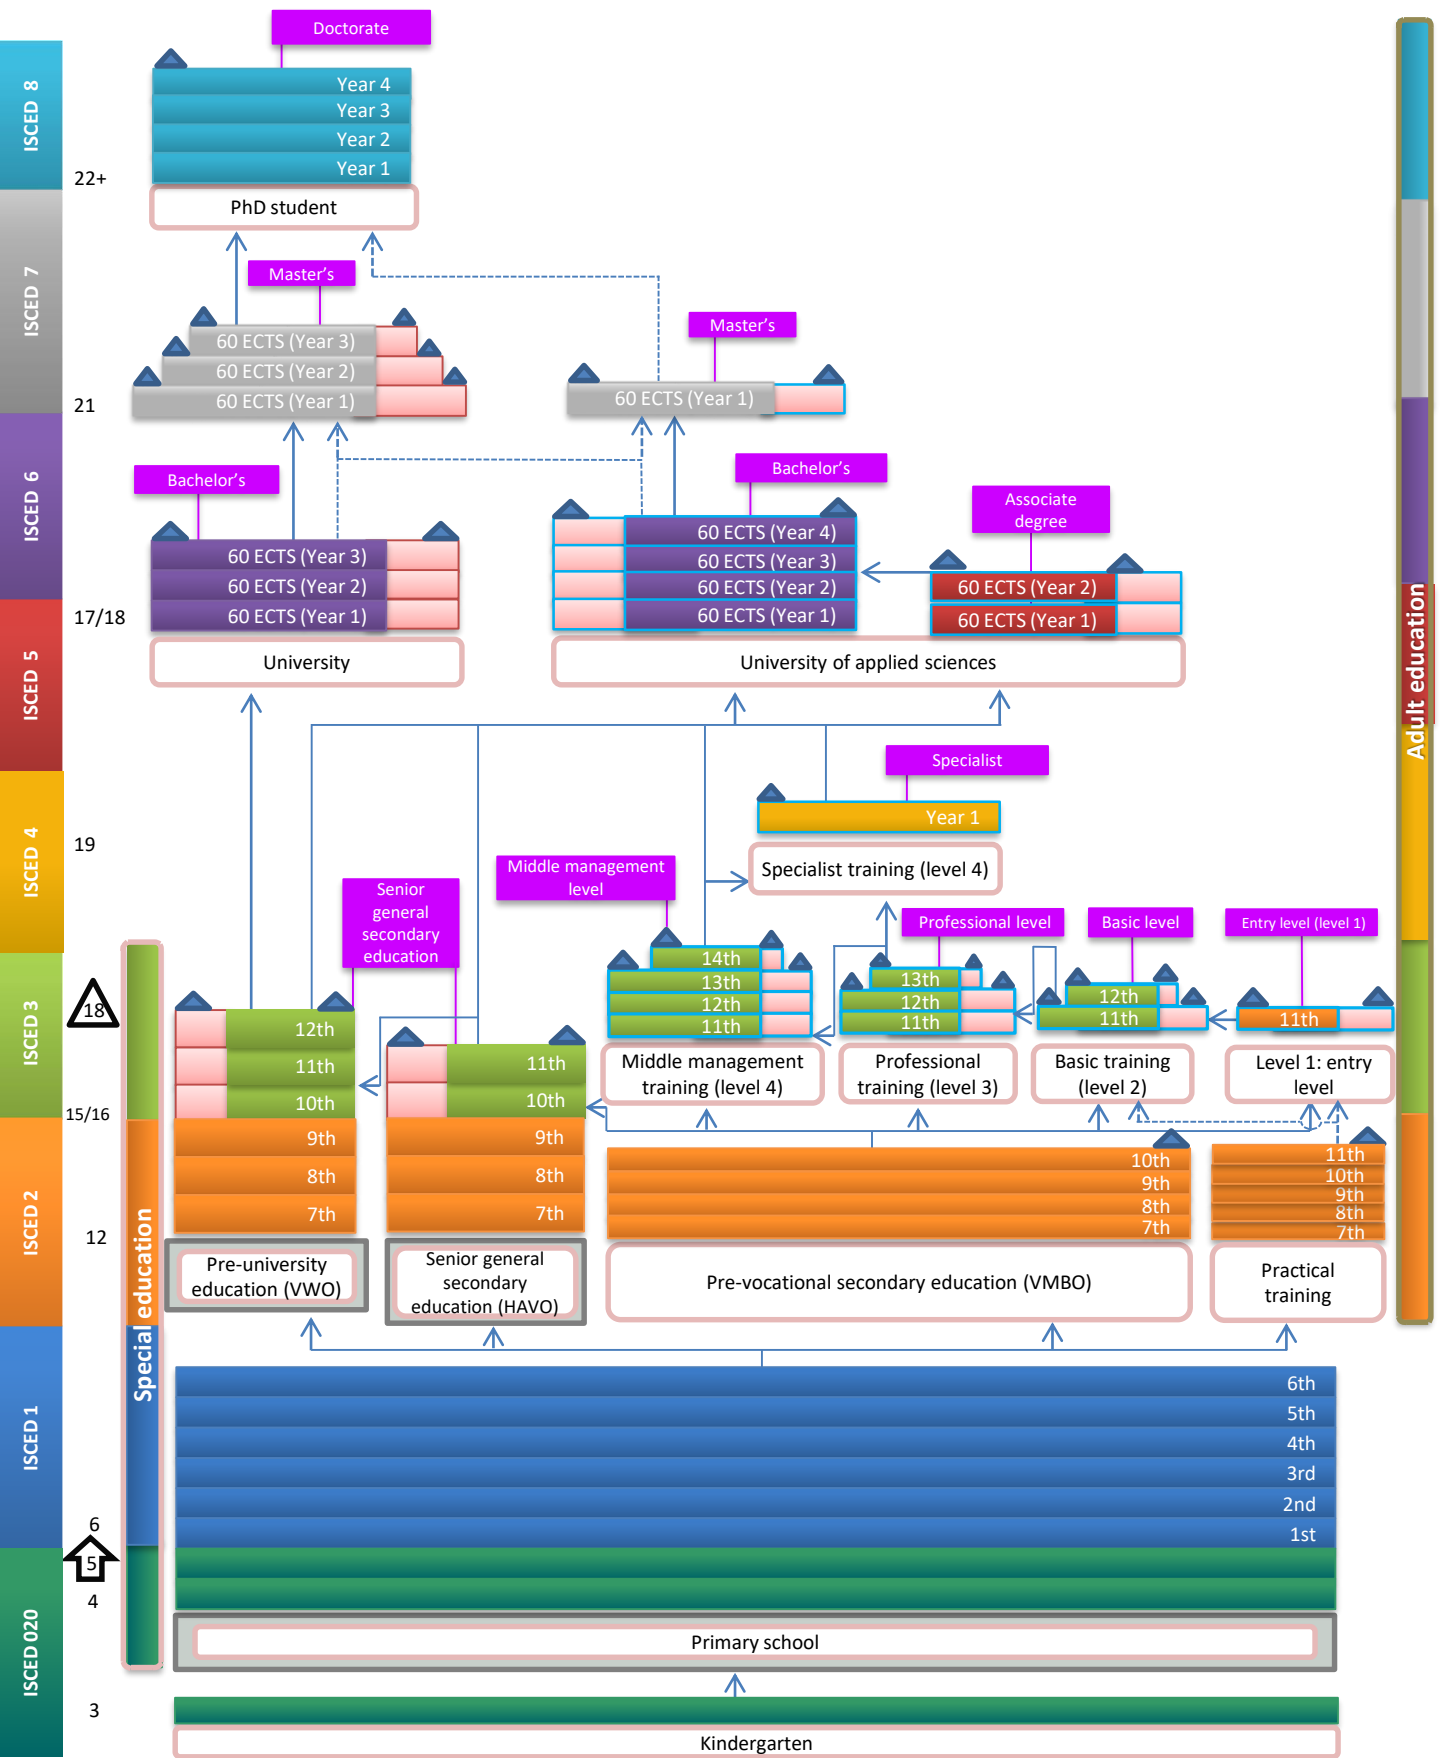 Doctorate
ISCED 8
Year 4
Year 3
Year 2
Year 1
22+
PhD student
ISCED 7
Master's
Master's
60 ECTS (Year 3)
60 ECTS (Year 2)
60 ECTS (Year 1)
60 ECTS (Year 1)
21
ISCED 6
Bachelor's
Bachelor's
Associate
degree
60 ECTS (Year 3)
60 ECTS (Year 2)
60 ECTS (Year 1)
60 ECTS (Year 4)
60 ECTS (Year 3)
60 ECTS (Year 2)
60 ECTS (Year 1)
60 ECTS (Year 2)
60 ECTS (Year 1)
17/18
University
University of applied sciences
ISCED 5
Adult education
Specialist
Year 1
ISCED 4
19
Specialist training (level 4)
Senior
general
secondary
education
Middle management
level
Professional level
Basic level
Entry level (level 1)
ISCED 3
18
12th
11th
10th
11th
10th
14th
13th
12th
11th
13th
12th
11th
12th
11th
11th
Middle management
training (level 4)
Professional
training (level 3)
Basic training
(level 2)
Level 1: entry
level
15/16
ISCED 2
9th
8th
7th
9th
8th
7th
10th
9th
8th
7th
11th
10th
9th
8th
7th
12
Pre-university
education (VWO)
Senior general
secondary
education (HAVO)
Pre-vocational secondary education (VMBO)
Practical
training
Special education
ISCED 1
6th
5th
4th
3rd
2nd
1st
6
5
4
ISCED 020
Primary school
3
Kindergarten